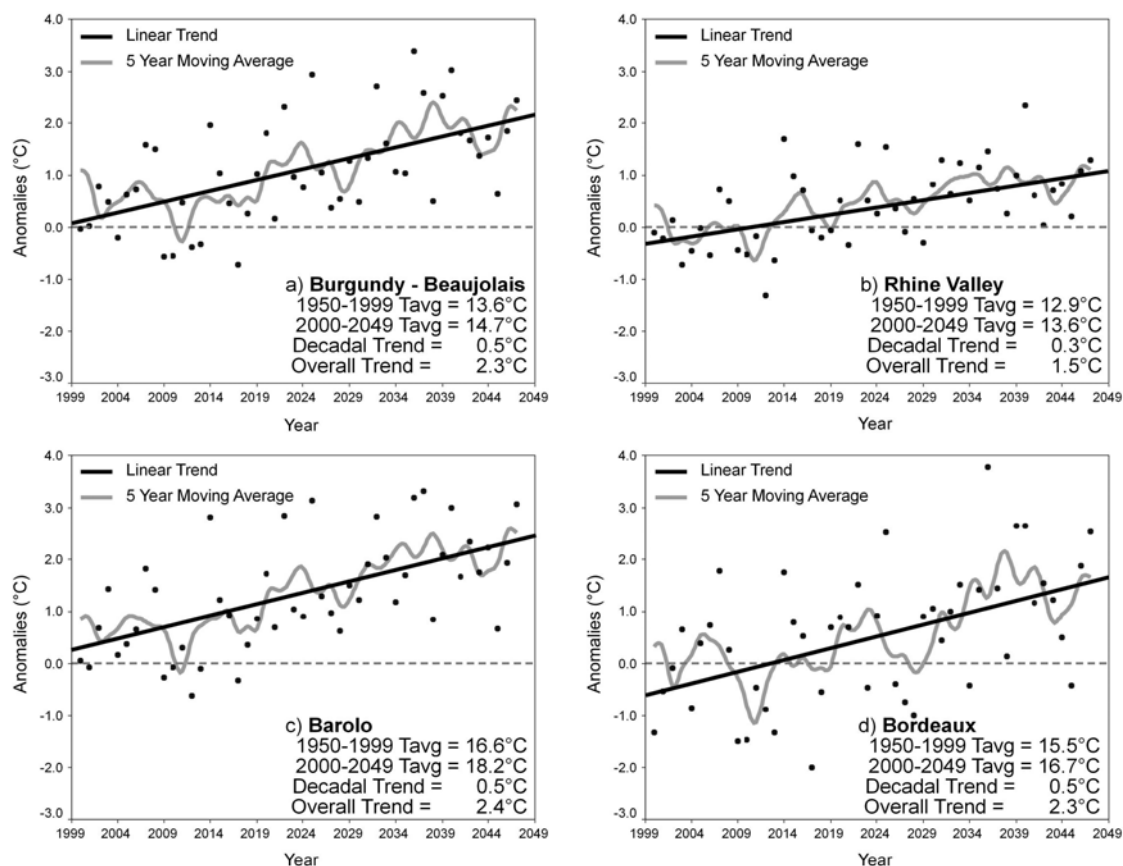 4.0
3.0
2.0
1.0
0.0
-1.0
-2.0
-3.0
Anomalies (°C)
Linear Trend
5 Year Moving Average
a) Burgundy - Beaujolais
1950-1999 Tavg = 13.6°C
2000-2049 Tavg = 14.7°C
Decadal Trend = 0.5°C
Overall Trend = 2.3°C
1999 2004 2009 2014 2019 2024 2029 2034 2039 2044 2049
Year
4.0
3.0
2.0
1.0
0.0
-1.0
-2.0
-3.0
Anomalies (°C)
Linear Trend
5 Year Moving Average
b) Rhine Valley
1950-1999 Tavg = 12.9°C
2000-2049 Tavg = 13.6°C
Decadal Trend = 0.3°C
Overall Trend = 1.5°C
1999 2004 2009 2014 2019 2024 2029 2034 2039 2044 2049
Year
4.0
3.0
2.0
1.0
0.0
-1.0
-2.0
-3.0
Anomalies (°C)
Linear Trend
5 Year Moving Average
c) Barolo
1950-1999 Tavg = 16.6°C
2000-2049 Tavg = 18.2°C
Decadal Trend = 0.5°C
Overall Trend = 2.4°C
1999 2004 2009 2014 2019 2024 2029 2034 2039 2044 2049
Year
4.0
3.0
2.0
1.0
0.0
-1.0
-2.0
-3.0
Anomalies (°C)
Linear Trend
5 Year Moving Average
d) Bordeaux
1950-1999 Tavg = 15.5°C
2000-2049 Tavg = 16.7°C
Decadal Trend = 0.5°C
Overall Trend = 2.3°C
1999 2004 2009 2014 2019 2024 2029 2034 2039 2044 2049
Year